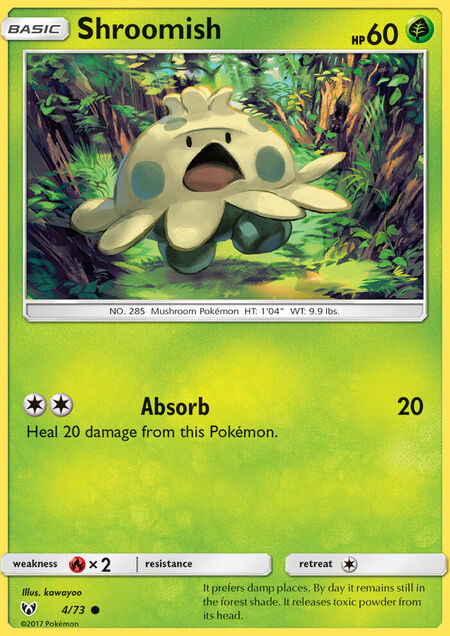 BASIC Shroomish HP 60
NO. 285 Mushroom Pokémon HT: 1'04" WT: 9.9 lbs.
Absorb 20
Heal 20 damage from this Pokémon.
weakness × 2 resistance retreat
Illus. kawayoo
4/73
©2017 Pokémon
It prefers damp places. By day it remains still in
the forest shade. It releases toxic powder from
its head.